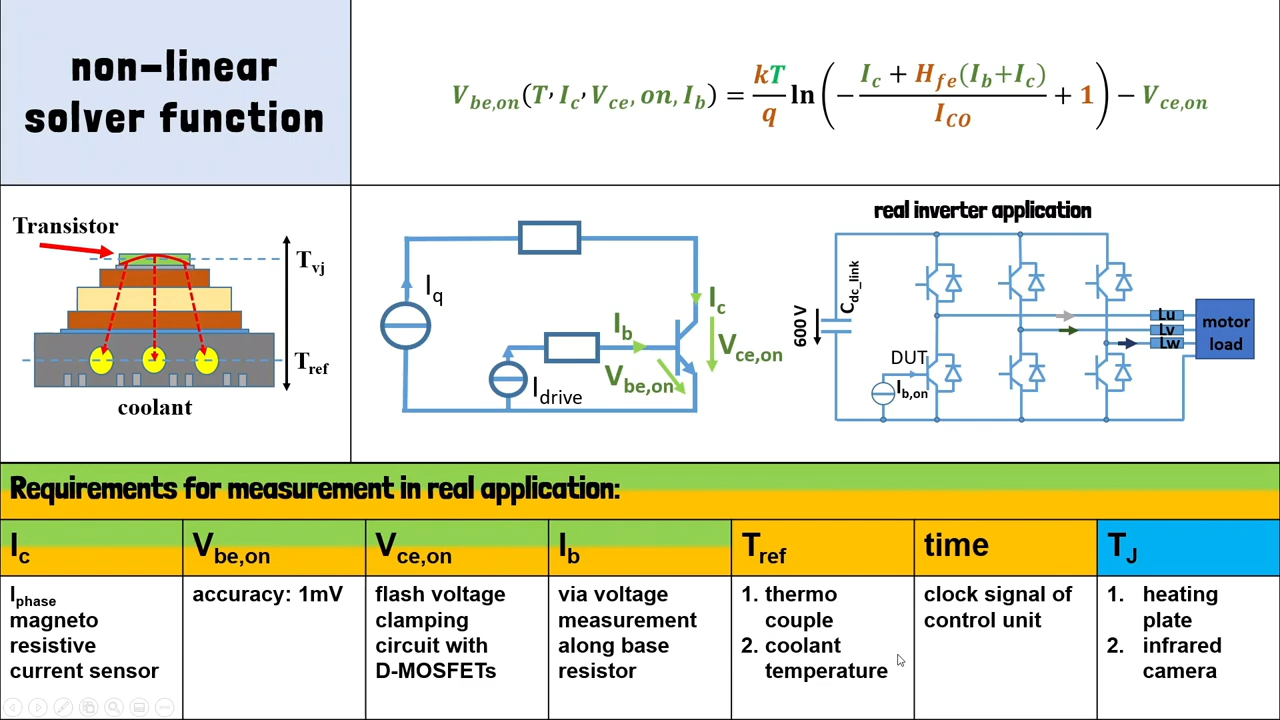 non-linear
solver function
V_be,on(T, I_c, V_ce, on, I_b) = kT/q ln(− I_c + H_fe(I_b+I_c) / I_CO + 1) − V_ce,on
Transistor
T_vj
T_ref
coolant
I_q
I_drive
I_b
V_be,on
I_c
V_ce,on
real inverter application
600 V
C_dc_link
DUT
I_b,on
Lu
Lv
Lw
motor
load
Requirements for measurement in real application:
I_c
I_phase
magneto
resistive
current sensor
V_be,on
accuracy: 1mV
V_ce,on
flash voltage
clamping
circuit with
D-MOSFETs
I_b
via voltage
measurement
along base
resistor
T_ref
1. thermo
couple
2. coolant
temperature
time
clock signal of
control unit
T_J
1. heating
plate
2. infrared
camera